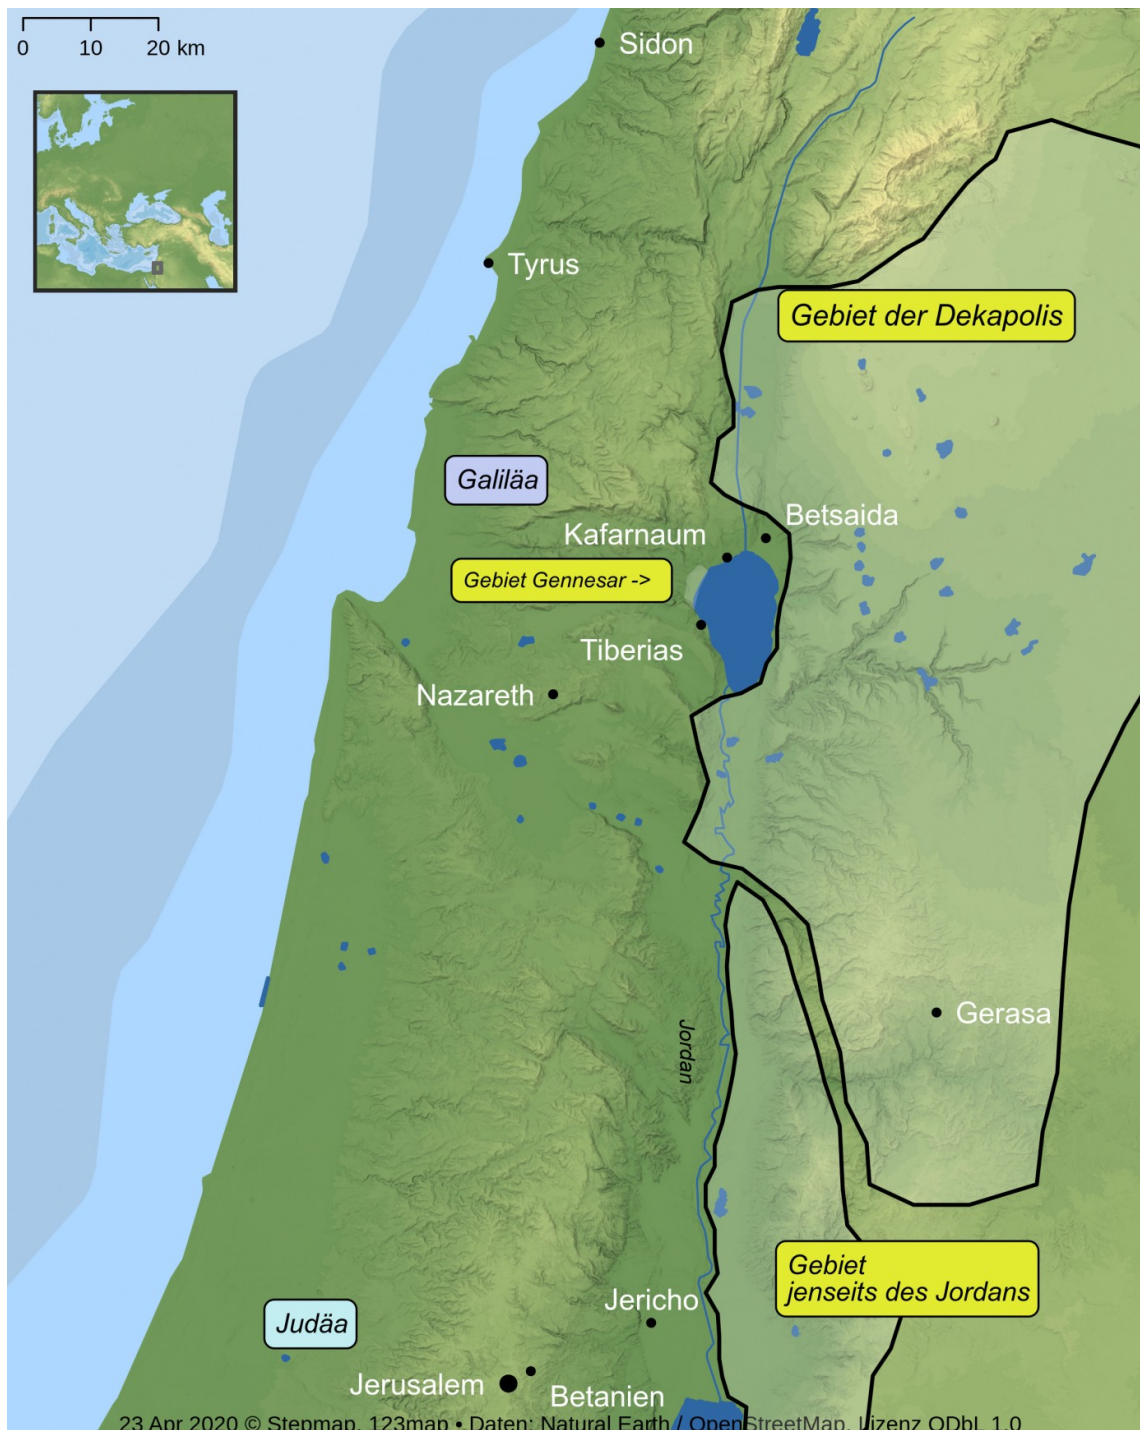 0 10 20 km
Sidon
Tyrus
Gebiet der Dekapolis
Galiläa
Betsaida
Kafarnaum
Gebiet Gennesar ->
Tiberias
Nazareth
Gerasa
Jordan
Gebiet
jenseits des Jordans
Jericho
Judäa
Jerusalem
Betanien
23 Apr 2020 © Stepmap, 123map • Daten: Natural Earth / OpenStreetMap, Lizenz ODbL 1.0